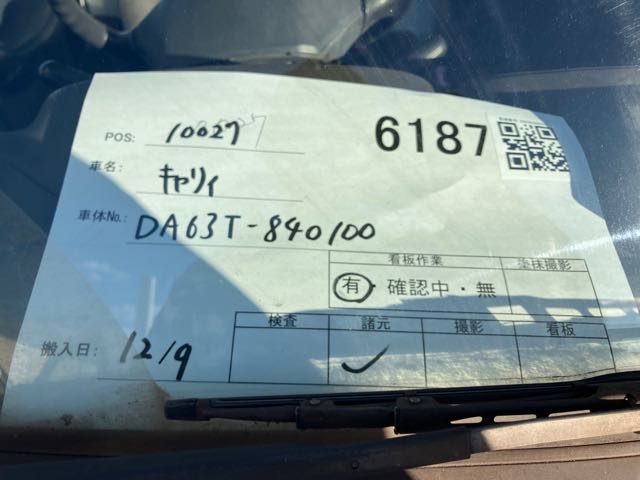 POS: 10027
6187
車名: キャリィ
車体No.: DA63T-840100
看板作業 塗抹撮影
有・確認中・無
検査 諸元 撮影 看板
搬入日: 12/9 ✓